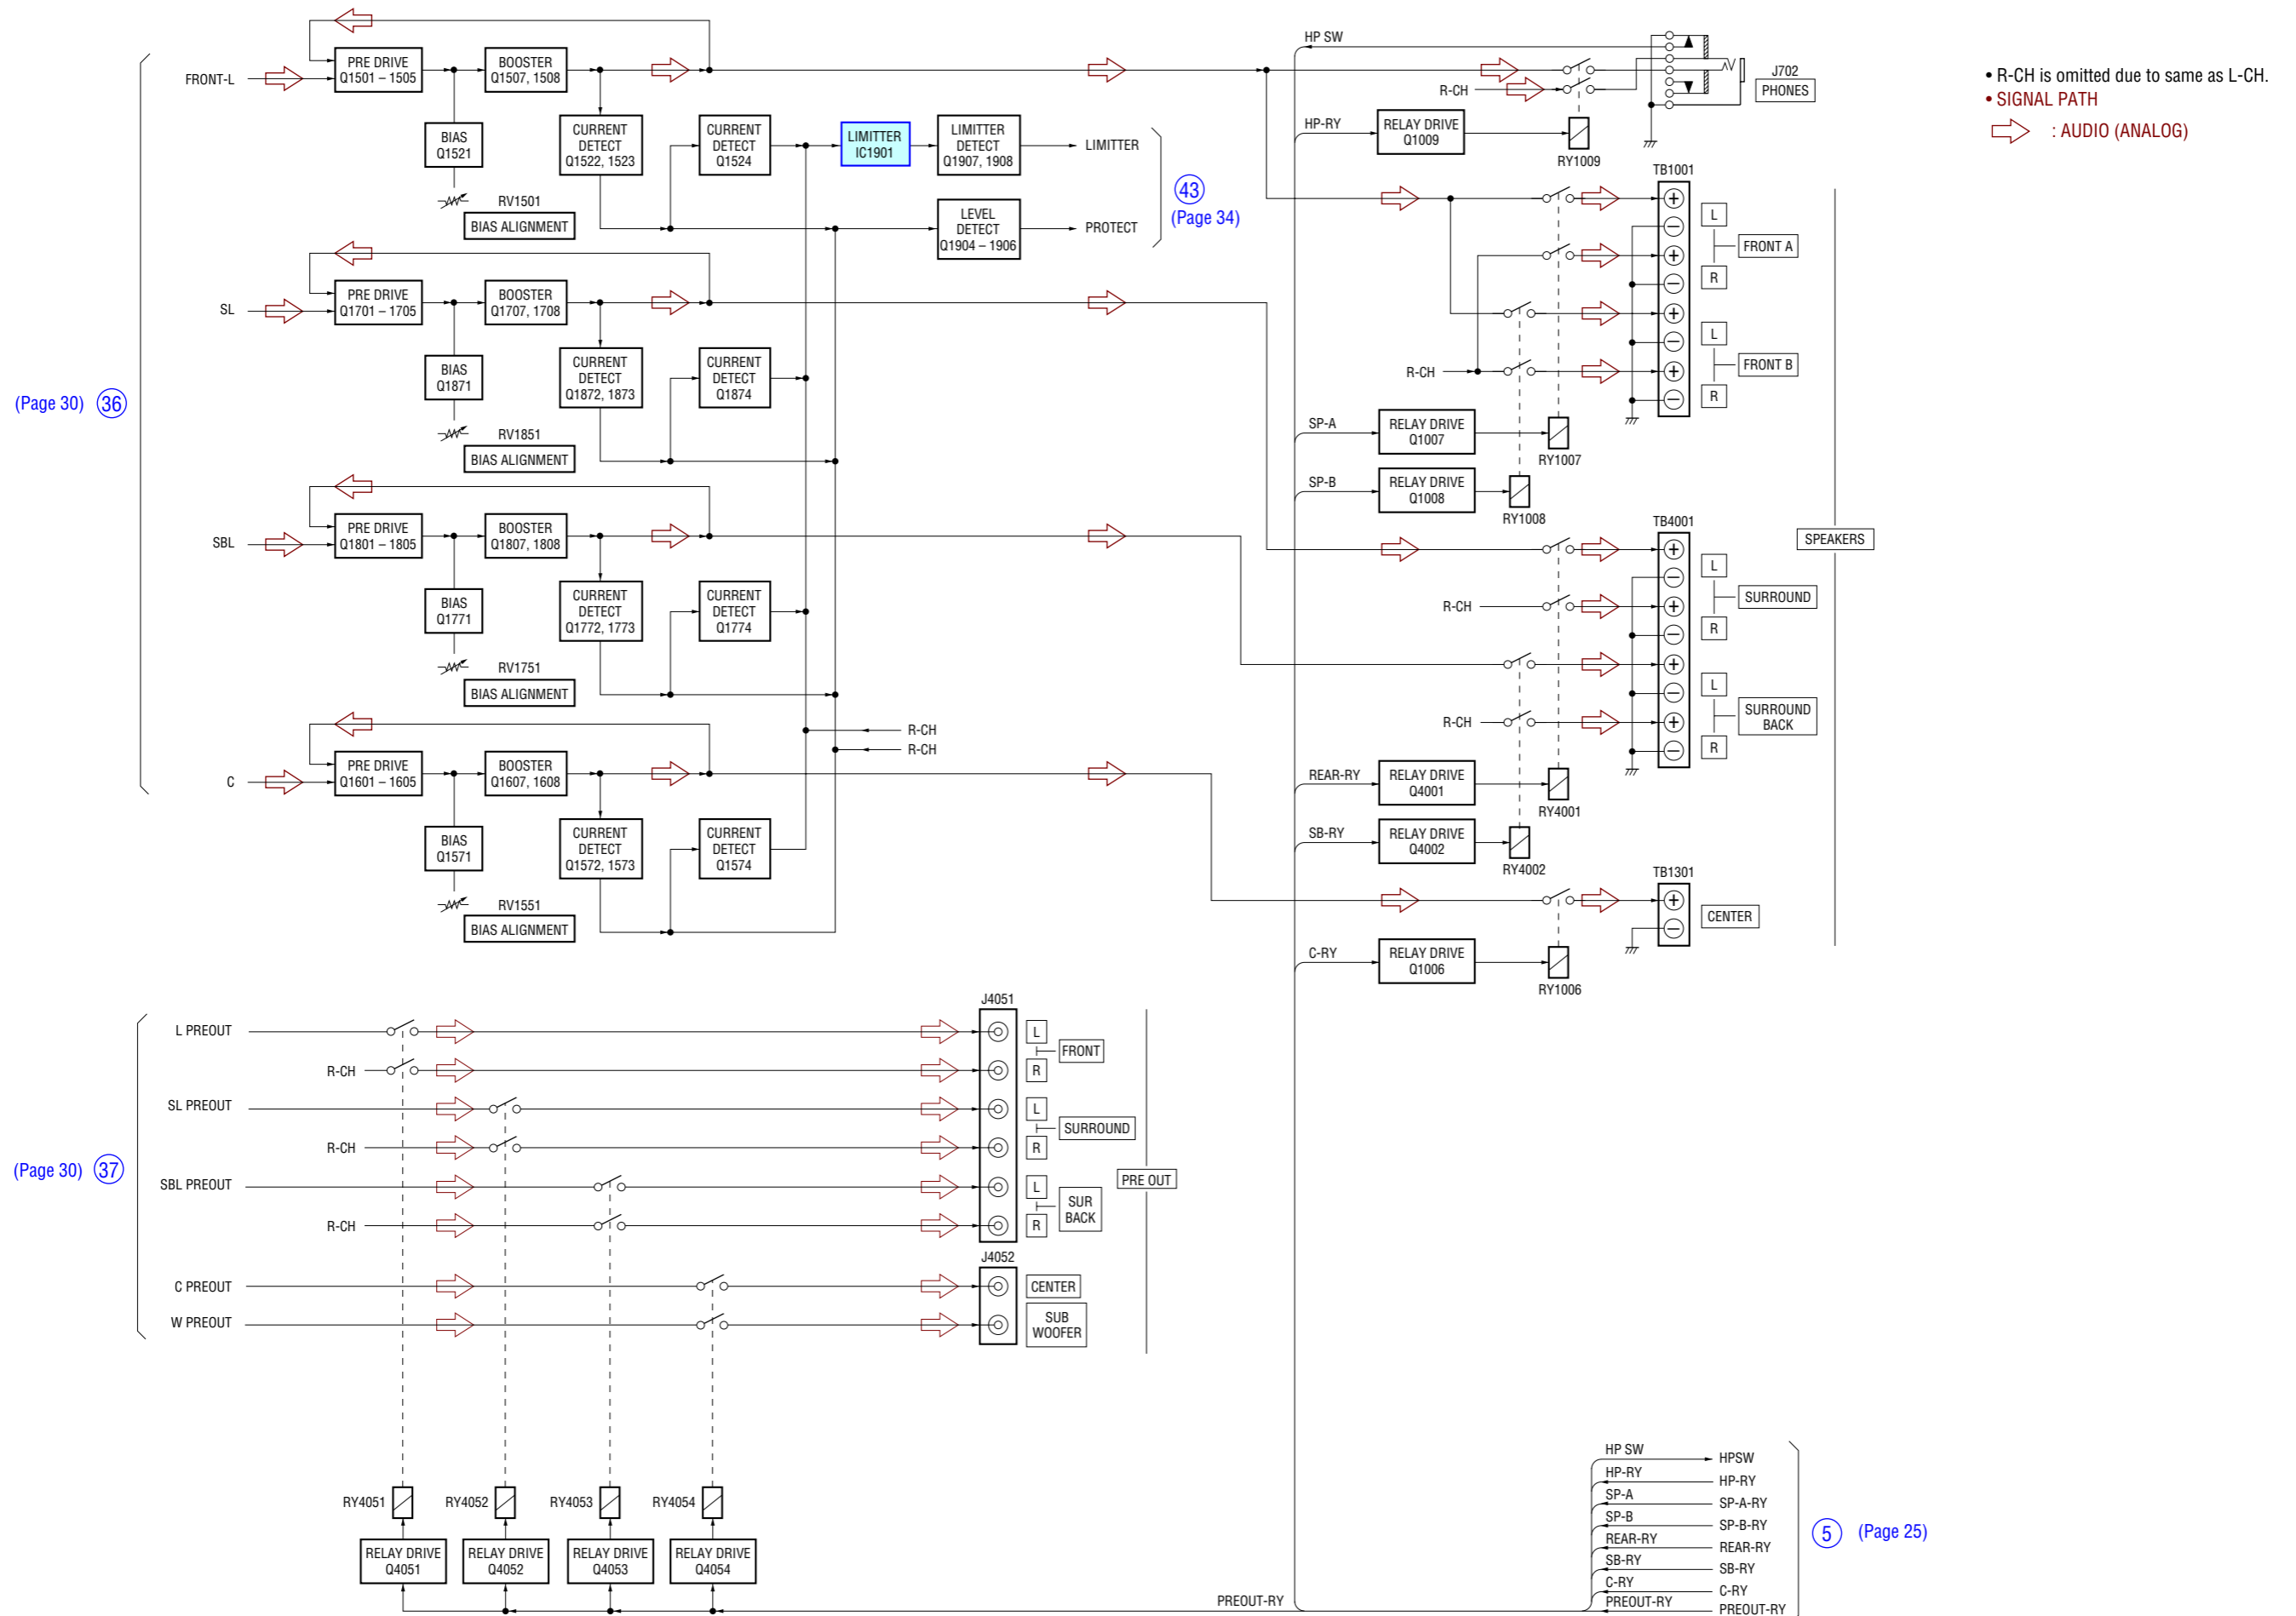 • R-CH is omitted due to same as L-CH.
• SIGNAL PATH
: AUDIO (ANALOG)
(Page 30) 36
FRONT-L
PRE DRIVE
Q1501 – 1505
BOOSTER
Q1507, 1508
BIAS
Q1521
RV1501
BIAS ALIGNMENT
CURRENT
DETECT
Q1522, 1523
CURRENT
DETECT
Q1524
LIMITTER
IC1901
LIMITTER
DETECT
Q1907, 1908
LIMITTER
LEVEL
DETECT
Q1904 – 1906
PROTECT
43
(Page 34)
SL
PRE DRIVE
Q1701 – 1705
BOOSTER
Q1707, 1708
BIAS
Q1871
RV1851
BIAS ALIGNMENT
CURRENT
DETECT
Q1872, 1873
CURRENT
DETECT
Q1874
SBL
PRE DRIVE
Q1801 – 1805
BOOSTER
Q1807, 1808
BIAS
Q1771
RV1751
BIAS ALIGNMENT
CURRENT
DETECT
Q1772, 1773
CURRENT
DETECT
Q1774
R-CH
R-CH
C
PRE DRIVE
Q1601 – 1605
BOOSTER
Q1607, 1608
BIAS
Q1571
RV1551
BIAS ALIGNMENT
CURRENT
DETECT
Q1572, 1573
CURRENT
DETECT
Q1574
HP SW
R-CH
J702
PHONES
HP-RY
RELAY DRIVE
Q1009
RY1009
TB1001
+
−
+
−
+
−
+
−
L
FRONT A
R
L
FRONT B
R
R-CH
SP-A
RELAY DRIVE
Q1007
RY1007
SP-B
RELAY DRIVE
Q1008
RY1008
SPEAKERS
TB4001
+
−
+
−
+
−
+
−
L
SURROUND
R
L
SURROUND
BACK
R
R-CH
R-CH
REAR-RY
RELAY DRIVE
Q4001
RY4001
SB-RY
RELAY DRIVE
Q4002
RY4002
TB1301
+
−
CENTER
C-RY
RELAY DRIVE
Q1006
RY1006
(Page 30) 37
L PREOUT
R-CH
SL PREOUT
R-CH
SBL PREOUT
R-CH
C PREOUT
W PREOUT
J4051
L
FRONT
R
L
SURROUND
R
L
SUR
BACK
R
J4052
CENTER
SUB
WOOFER
PRE OUT
RY4051
RY4052
RY4053
RY4054
RELAY DRIVE
Q4051
RELAY DRIVE
Q4052
RELAY DRIVE
Q4053
RELAY DRIVE
Q4054
PREOUT-RY
HP SW
HPSW
HP-RY
HP-RY
SP-A
SP-A-RY
SP-B
SP-B-RY
REAR-RY
REAR-RY
SB-RY
SB-RY
C-RY
C-RY
PREOUT-RY
PREOUT-RY
5 (Page 25)